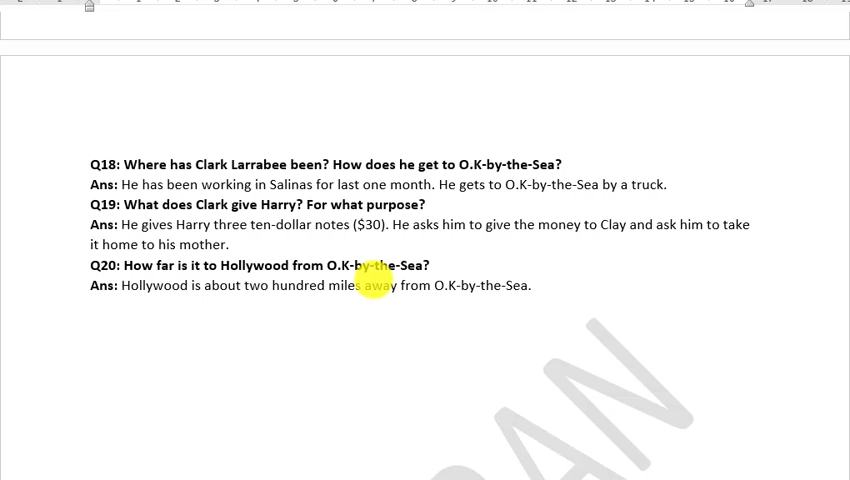 Q18: Where has Clark Larrabee been? How does he get to O.K-by-the-Sea?
Ans: He has been working in Salinas for last one month. He gets to O.K-by-the-Sea by a truck.
Q19: What does Clark give Harry? For what purpose?
Ans: He gives Harry three ten-dollar notes ($30). He asks him to give the money to Clay and ask him to take
it home to his mother.
Q20: How far is it to Hollywood from O.K-by-the-Sea?
Ans: Hollywood is about two hundred miles away from O.K-by-the-Sea.